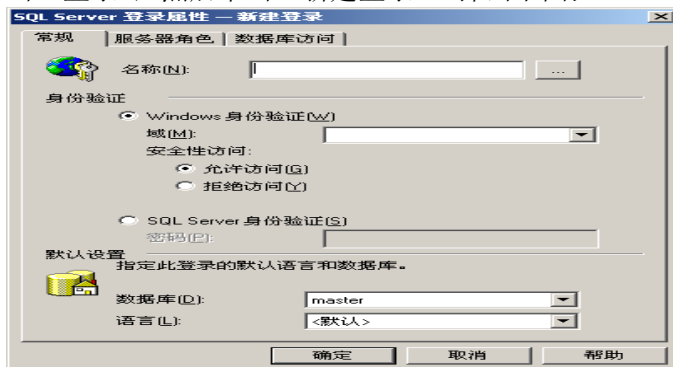 SQL Server 登录属性 — 新建登录
常规 服务器角色 数据库访问
名称(N): ...
身份验证
Windows 身份验证(W)
域(M):
安全性访问:
允许访问(G)
拒绝访问(Y)
SQL Server 身份验证(S)
密码(P):
默认设置
指定此登录的默认语言和数据库。
数据库(D): master
语言(L): <默认>
确定 取消 帮助